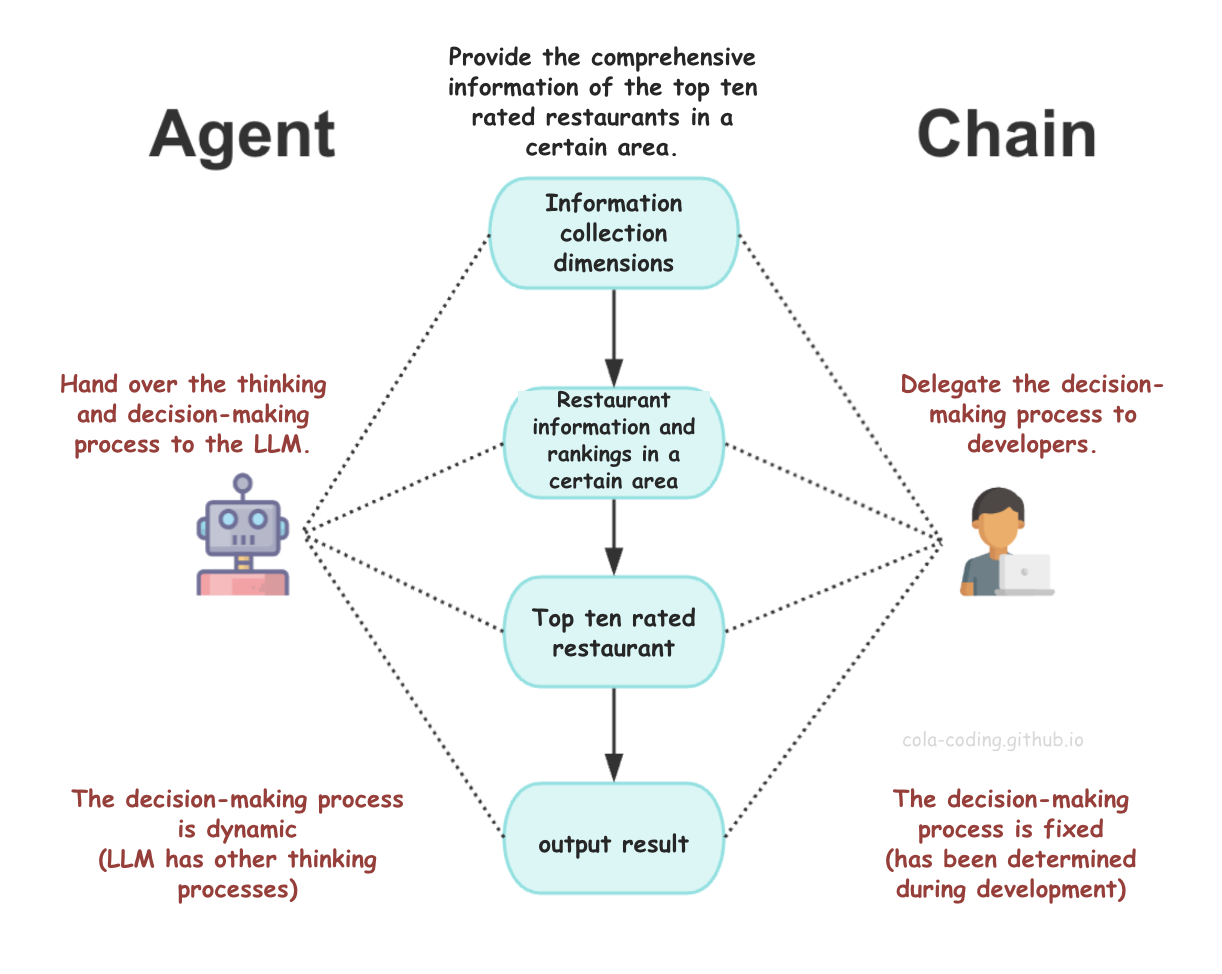 Provide the comprehensive
information of the top ten
rated restaurants in a
certain area.
Agent
Chain
Information
collection
dimensions
Hand over the thinking
and decision-making
process to the LLM.
Restaurant
information and
rankings in a
certain area
Delegate the decision-
making process to
developers.
Top ten rated
restaurant
cola-coding.github.io
The decision-making process
is dynamic
(LLM has other thinking
processes)
output result
The decision-making
process is fixed
(has been determined
during development)